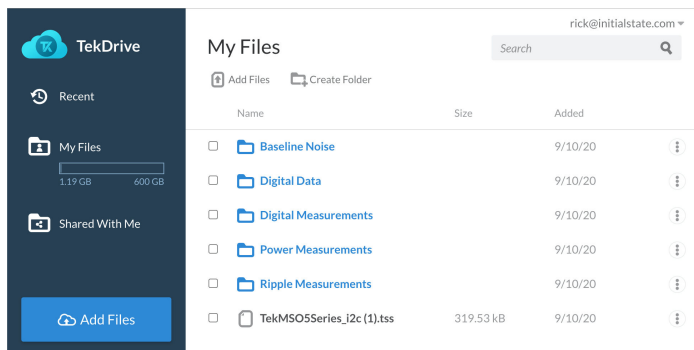 rick@initialstate.com
TK TekDrive
My Files
Search
Add Files Create Folder
Recent
Name Size Added
My Files
1.19 GB 600 GB
Baseline Noise 9/10/20
Digital Data 9/10/20
Shared With Me
Digital Measurements 9/10/20
Power Measurements 9/10/20
Ripple Measurements 9/10/20
Add Files
TekMSO5Series_i2c (1).tss 319.53 kB 9/10/20